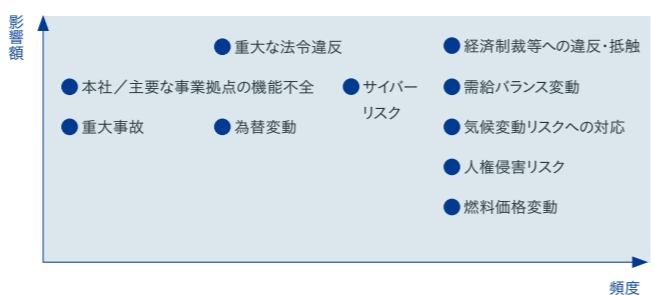 影響額
重大な法令違反
経済制裁等への違反・抵触
本社／主要な事業拠点の機能不全
サイバー
リスク
需給バランス変動
重大事故
為替変動
気候変動リスクへの対応
人権侵害リスク
燃料価格変動
頻度